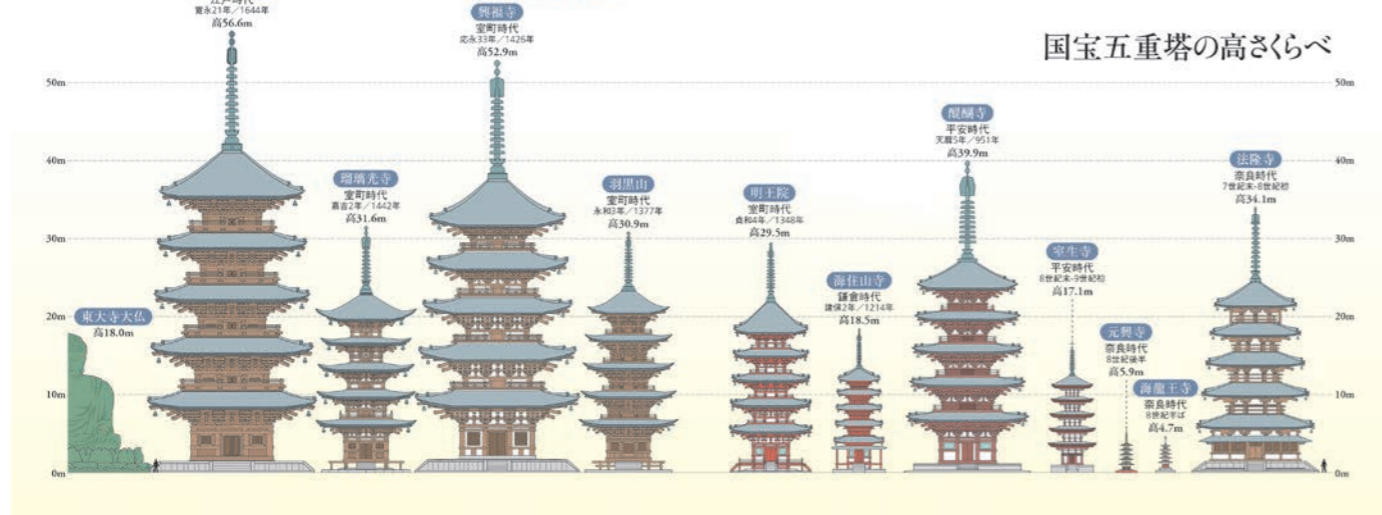 江戸時代
寛永21年／1644年
高56.6m
興福寺
室町時代
応永33年／1426年
高52.9m
国宝五重塔の高さくらべ
50m
50m
醍醐寺
平安時代
天暦5年／951年
高39.9m
40m
40m
法隆寺
奈良時代
7世紀末-8世紀初
高34.1m
瑠璃光寺
室町時代
嘉吉2年／1442年
高31.6m
羽黒山
室町時代
永和3年／1377年
高30.9m
明王院
室町時代
貞和4年／1348年
高29.5m
30m
30m
室生寺
平安時代
8世紀末-9世紀初
高17.1m
海住山寺
鎌倉時代
建保2年／1214年
高18.5m
東大寺大仏
高18.0m
20m
20m
元興寺
奈良時代
8世紀後半
高5.9m
海龍王寺
奈良時代
8世紀半ば
高4.7m
10m
10m
0m
0m